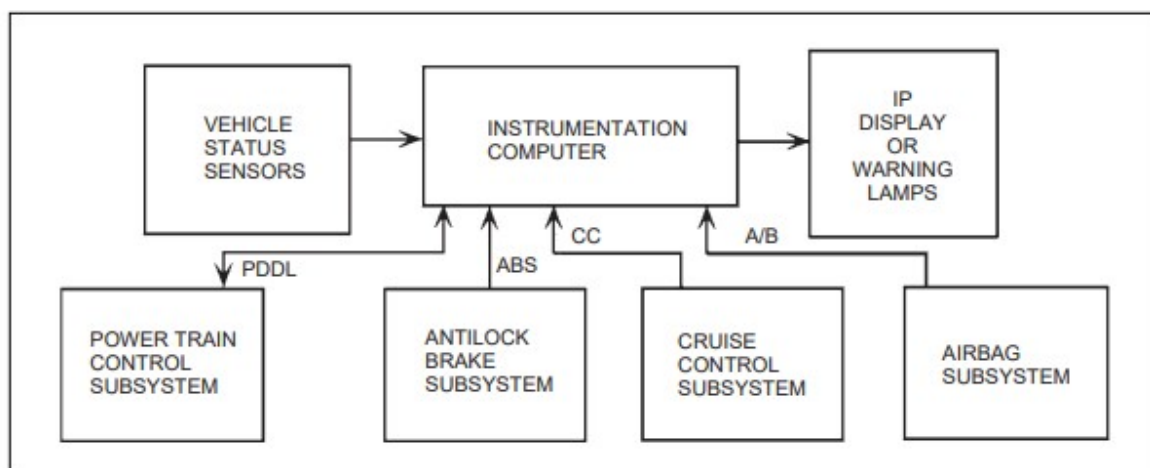 VEHICLE
STATUS
SENSORS
INSTRUMENTATION
COMPUTER
IP
DISPLAY
OR
WARNING
LAMPS
PDDL
ABS
CC
A/B
POWER TRAIN
CONTROL
SUBSYSTEM
ANTILOCK
BRAKE
SUBSYSTEM
CRUISE
CONTROL
SUBSYSTEM
AIRBAG
SUBSYSTEM